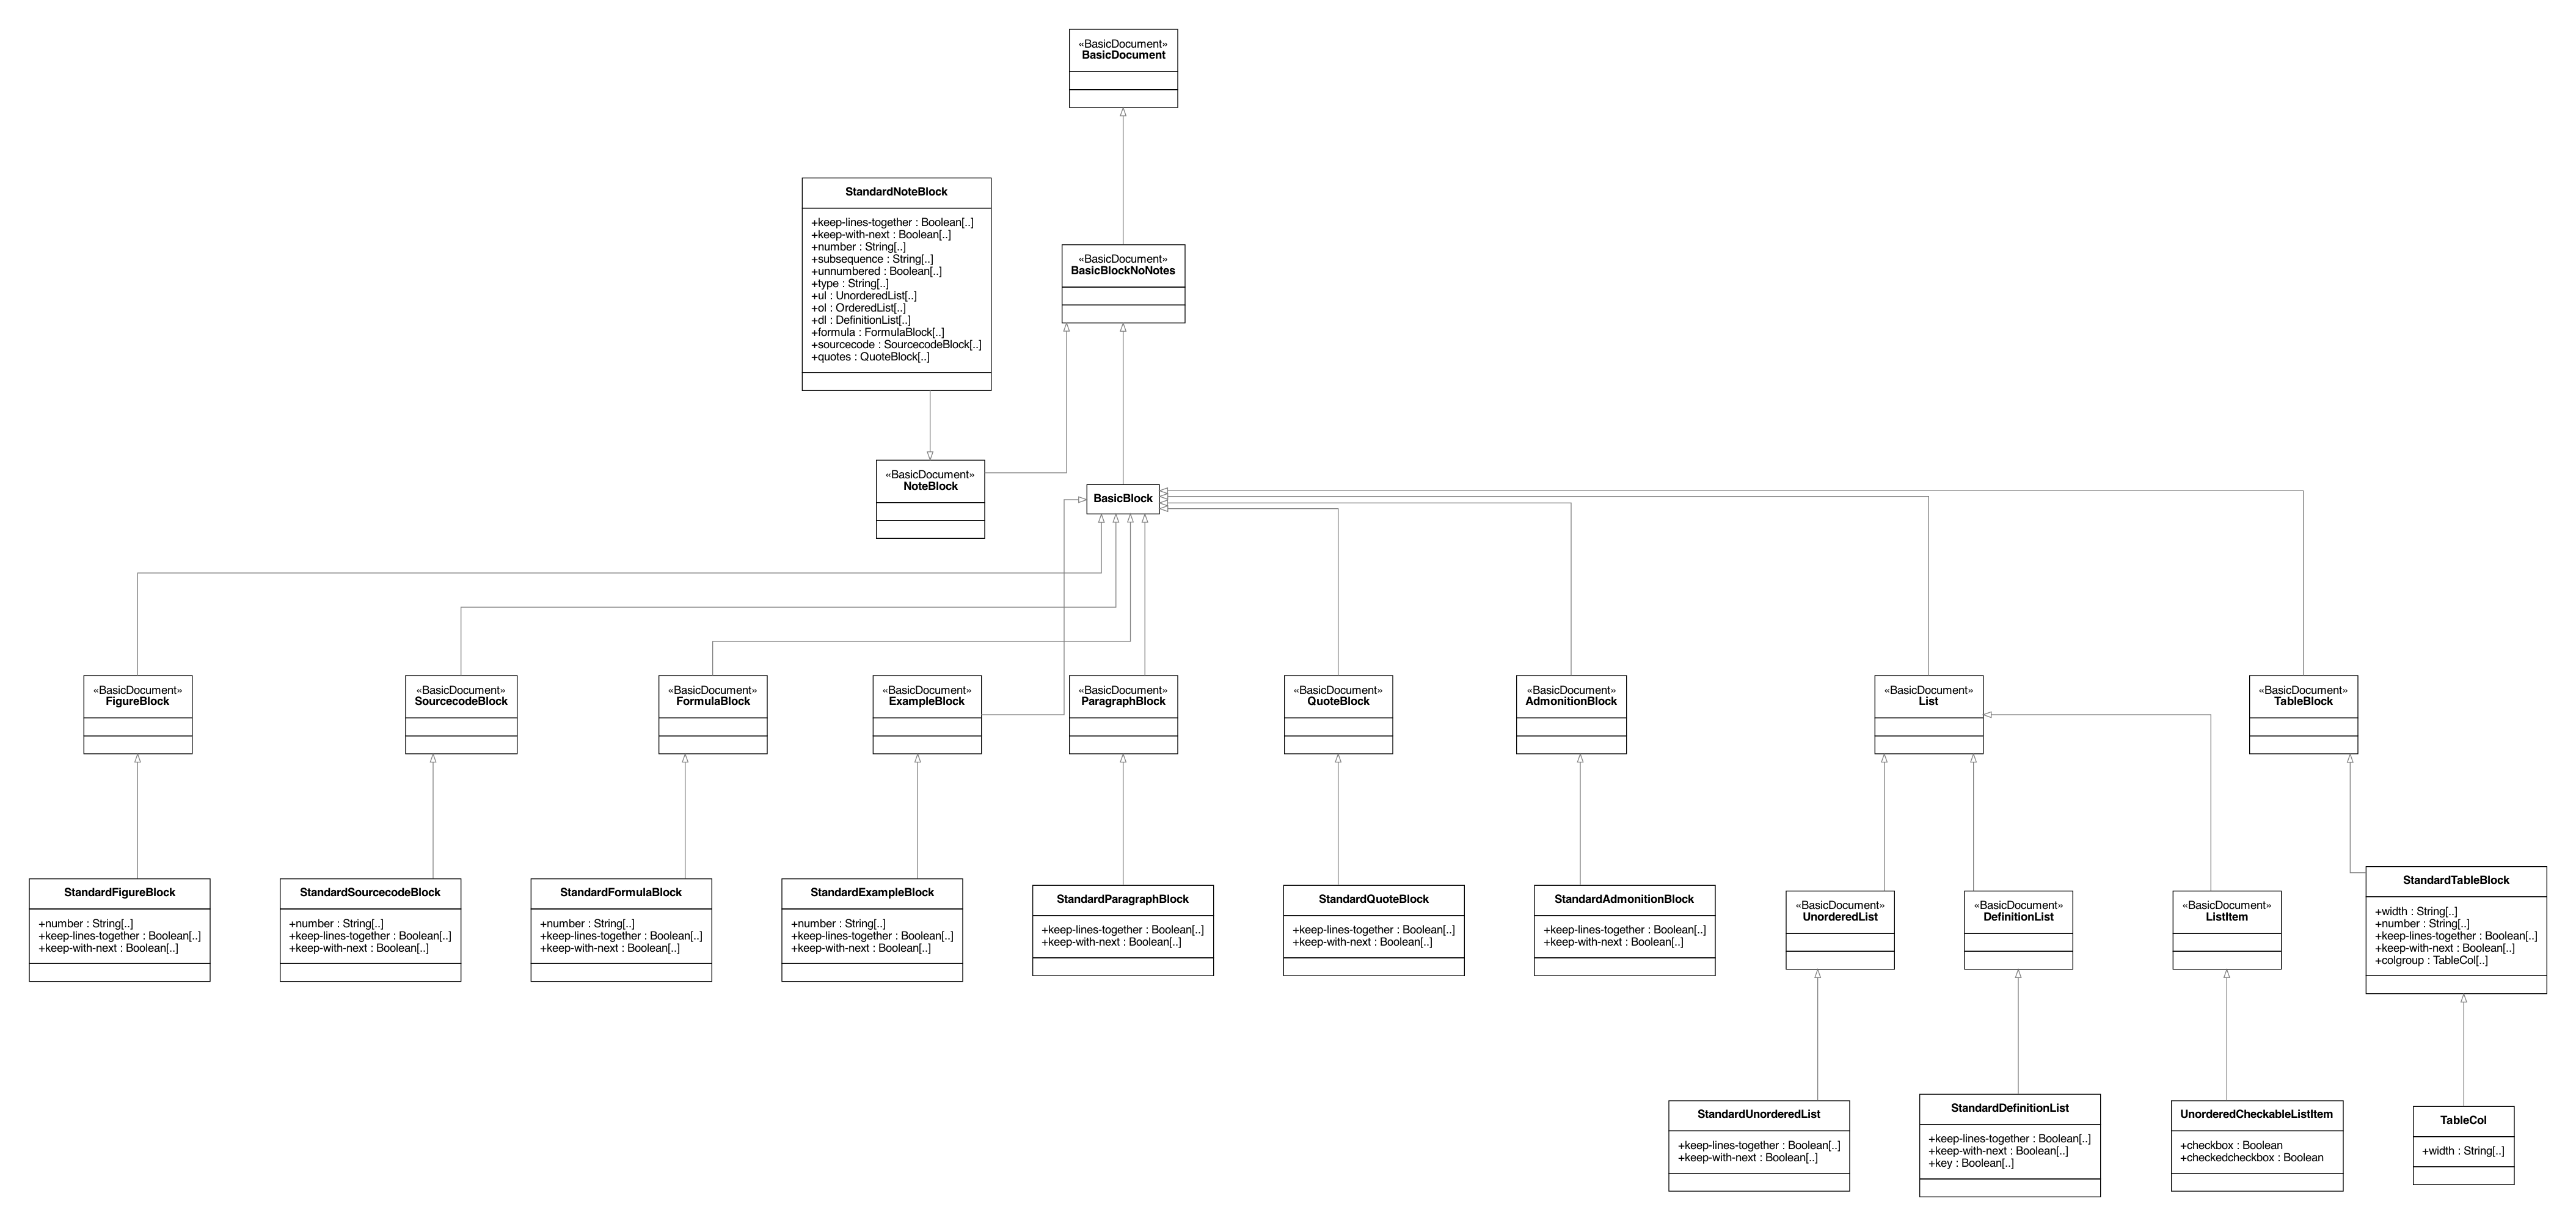 «BasicDocument»
BasicDocument
StandardNoteBlock
+keep-lines-together : Boolean[..]
+keep-with-next : Boolean[..]
+number : String[..]
+subsequence : String[..]
+unnumbered : Boolean[..]
+type : String[..]
+ul : UnorderedList[..]
+ol : OrderedList[..]
+dl : DefinitionList[..]
+formula : FormulaBlock[..]
+sourcecode : SourcecodeBlock[..]
+quotes : QuoteBlock[..]
«BasicDocument»
BasicBlockNoNotes
«BasicDocument»
NoteBlock
BasicBlock
«BasicDocument»
FigureBlock
«BasicDocument»
SourcecodeBlock
«BasicDocument»
FormulaBlock
«BasicDocument»
ExampleBlock
«BasicDocument»
ParagraphBlock
«BasicDocument»
QuoteBlock
«BasicDocument»
AdmonitionBlock
«BasicDocument»
List
«BasicDocument»
TableBlock
StandardFigureBlock
+number : String[..]
+keep-lines-together : Boolean[..]
+keep-with-next : Boolean[..]
StandardSourcecodeBlock
+number : String[..]
+keep-lines-together : Boolean[..]
+keep-with-next : Boolean[..]
StandardFormulaBlock
+number : String[..]
+keep-lines-together : Boolean[..]
+keep-with-next : Boolean[..]
StandardExampleBlock
+number : String[..]
+keep-lines-together : Boolean[..]
+keep-with-next : Boolean[..]
StandardParagraphBlock
+keep-lines-together : Boolean[..]
+keep-with-next : Boolean[..]
StandardQuoteBlock
+keep-lines-together : Boolean[..]
+keep-with-next : Boolean[..]
StandardAdmonitionBlock
+keep-lines-together : Boolean[..]
+keep-with-next : Boolean[..]
«BasicDocument»
UnorderedList
«BasicDocument»
DefinitionList
«BasicDocument»
ListItem
StandardTableBlock
+width : String[..]
+number : String[..]
+keep-lines-together : Boolean[..]
+keep-with-next : Boolean[..]
+colgroup : TableCol[..]
StandardUnorderedList
+keep-lines-together : Boolean[..]
+keep-with-next : Boolean[..]
StandardDefinitionList
+keep-lines-together : Boolean[..]
+keep-with-next : Boolean[..]
+key : Boolean[..]
UnorderedCheckableListItem
+checkbox : Boolean
+checkedcheckbox : Boolean
TableCol
+width : String[..]